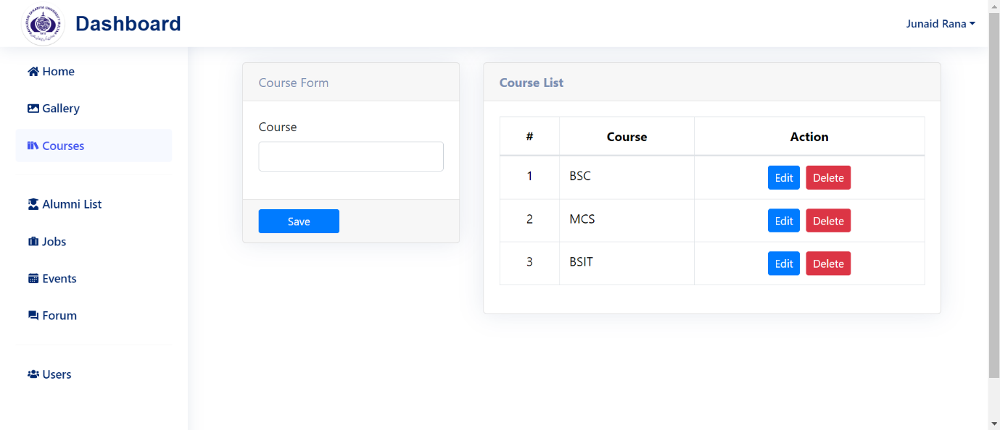 Dashboard
Junaid Rana
Home
Gallery
Courses
Alumni List
Jobs
Events
Forum
Users
Course Form
Course
Save
Course List
# Course Action
1 BSC Edit Delete
2 MCS Edit Delete
3 BSIT Edit Delete